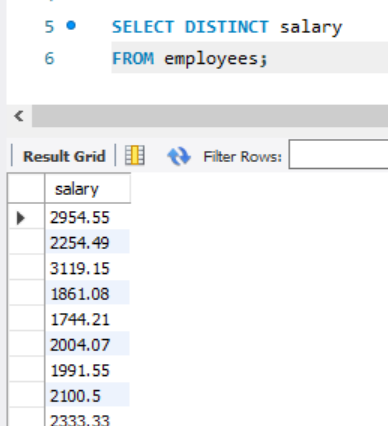 5 SELECT DISTINCT salary
6 FROM employees;
Result Grid Filter Rows:
salary
2954.55
2254.49
3119.15
1861.08
1744.21
2004.07
1991.55
2100.5
2333.33